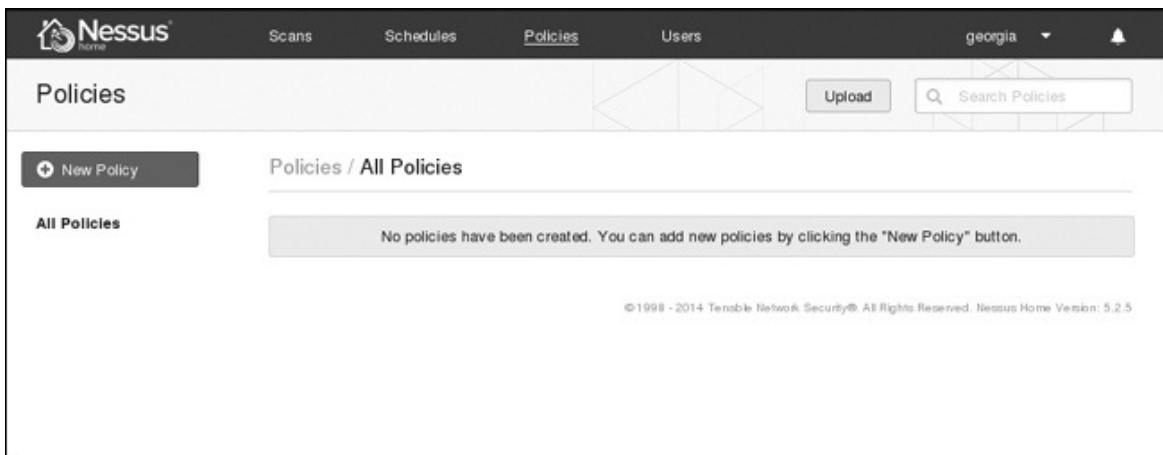 Nessus
home
Scans Schedules Policies Users georgia
Policies Upload Search Policies
New Policy Policies / All Policies
All Policies
No policies have been created. You can add new policies by clicking the "New Policy" button.
©1998 - 2014 Tenable Network Security®. All Rights Reserved. Nessus Home Version: 5.2.5